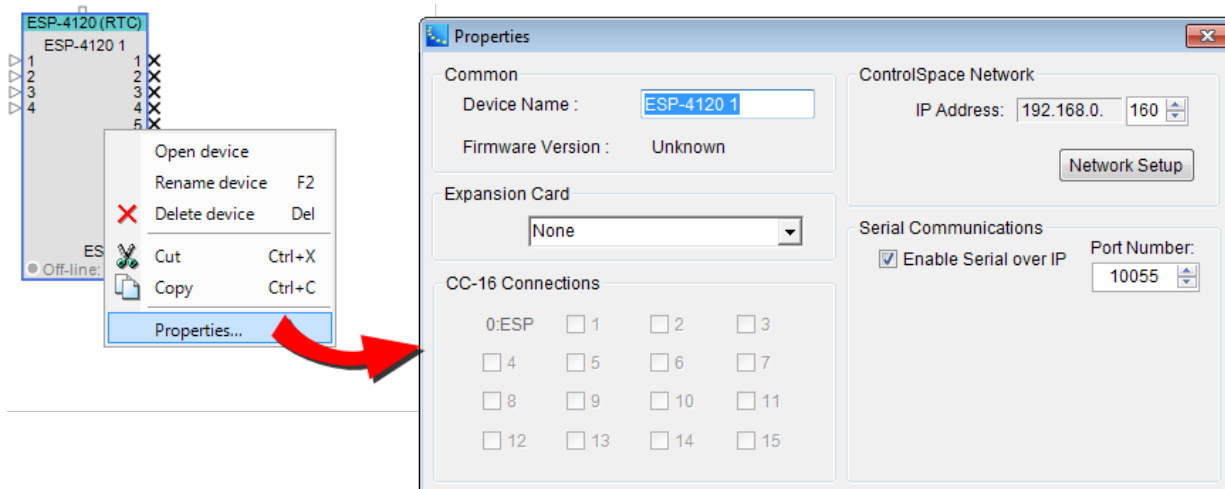 ESP-4120 (RTC)
ESP-4120 1
1 1
2 2
3 3
4 4
5
ES
Off-line:
Open device
Rename device F2
Delete device Del
Cut Ctrl+X
Copy Ctrl+C
Properties...
Properties
Common
Device Name : ESP-4120 1
Firmware Version : Unknown
Expansion Card
None
CC-16 Connections
0:ESP 1 2 3
4 5 6 7
8 9 10 11
12 13 14 15
ControlSpace Network
IP Address: 192.168.0. 160
Network Setup
Serial Communications
Enable Serial over IP
Port Number:
10055